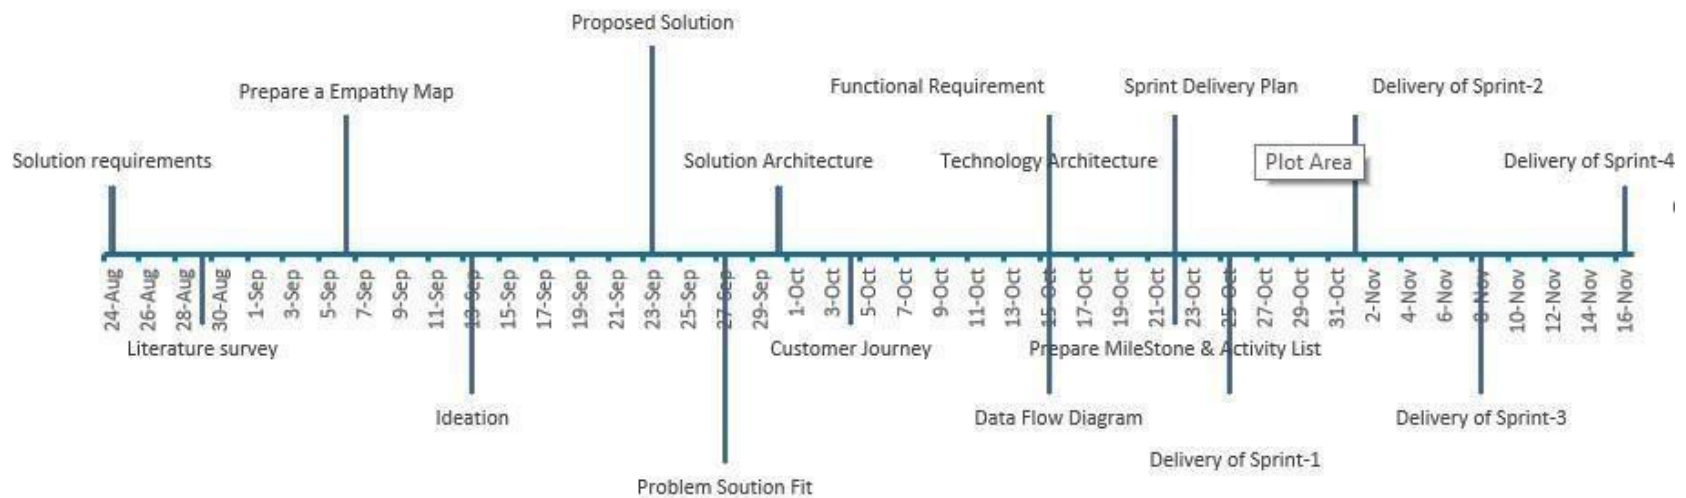 Proposed Solution
Prepare a Empathy Map
Functional Requirement
Sprint Delivery Plan
Delivery of Sprint-2
Solution requirements
Solution Architecture
Technology Architecture
Plot Area
Delivery of Sprint-4
24-Aug
26-Aug
28-Aug
30-Aug
1-Sep
3-Sep
5-Sep
7-Sep
9-Sep
11-Sep
13-Sep
15-Sep
17-Sep
19-Sep
21-Sep
23-Sep
25-Sep
27-Sep
29-Sep
1-Oct
3-Oct
5-Oct
7-Oct
9-Oct
11-Oct
13-Oct
15-Oct
17-Oct
19-Oct
21-Oct
23-Oct
25-Oct
27-Oct
29-Oct
31-Oct
2-Nov
4-Nov
6-Nov
8-Nov
10-Nov
12-Nov
14-Nov
16-Nov
Literature survey
Customer Journey
Prepare MileStone & Activity List
Ideation
Data Flow Diagram
Delivery of Sprint-3
Delivery of Sprint-1
Problem Soution Fit